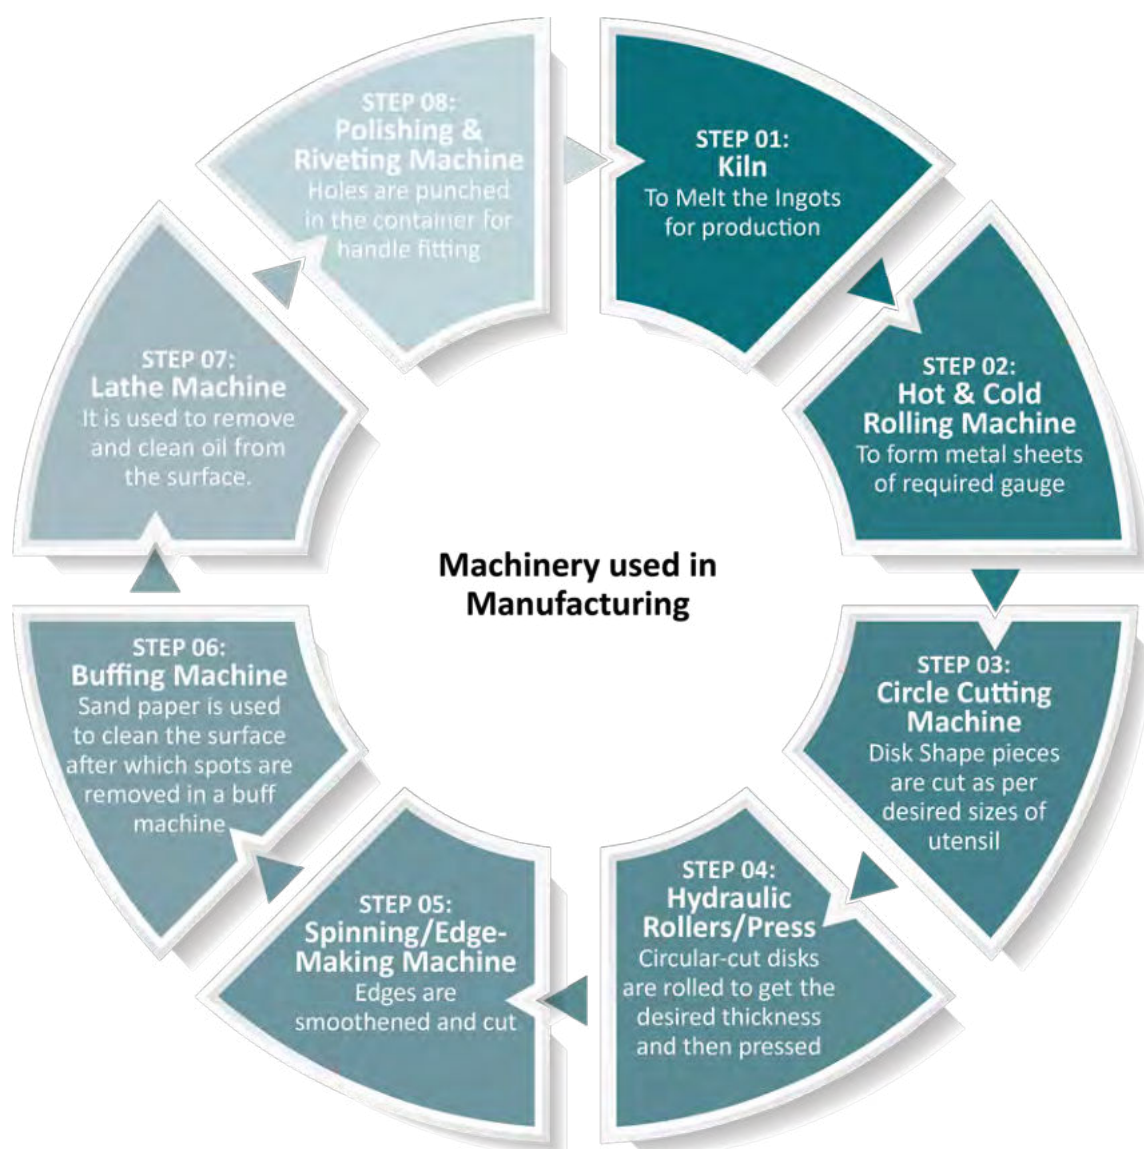 STEP 01:
Kiln
To Melt the Ingots
for production
STEP 02:
Hot & Cold
Rolling Machine
To form metal sheets
of required gauge
STEP 03:
Circle Cutting
Machine
Disk Shape pieces
are cut as per
desired sizes of
utensil
STEP 04:
Hydraulic
Rollers/Press
Circular-cut disks
are rolled to get the
desired thickness
and then pressed
STEP 05:
Spinning/Edge-
Making Machine
Edges are
smoothened and cut
STEP 06:
Buffing Machine
Sand paper is used
to clean the surface
after which spots are
removed in a buff
machine
STEP 07:
Lathe Machine
It is used to remove
and clean oil from
the surface.
STEP 08:
Polishing &
Riveting Machine
Holes are punched
in the container for
handle fitting
Machinery used in
Manufacturing